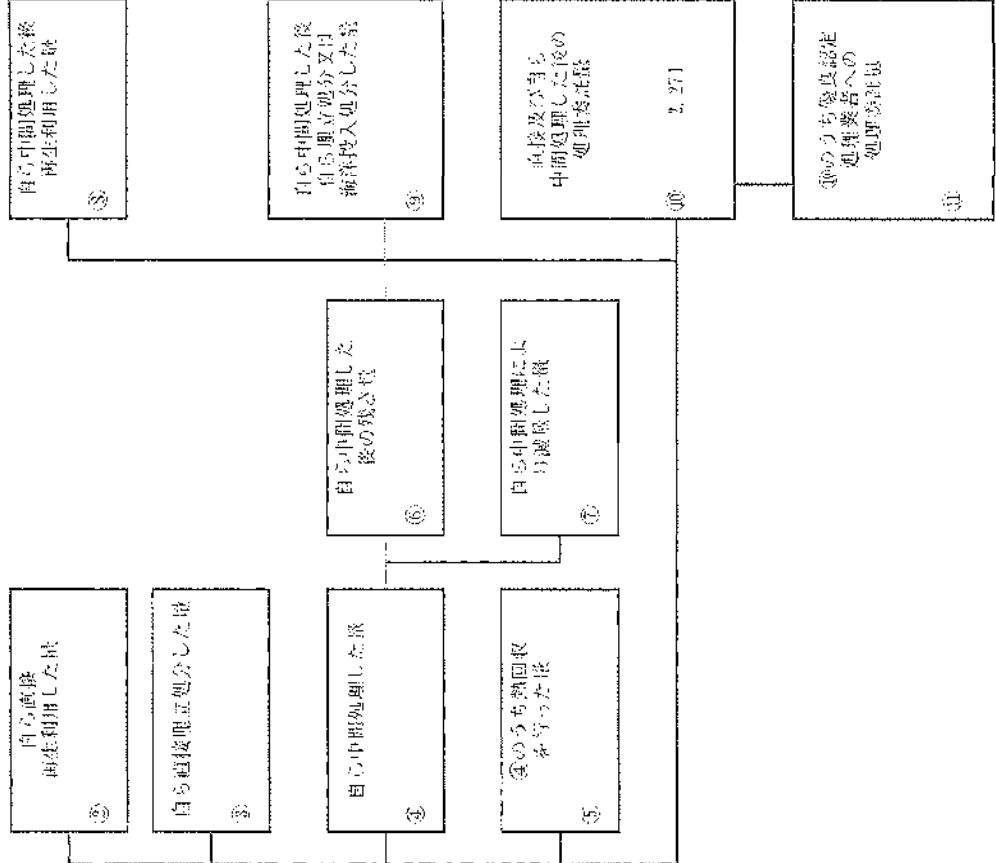 自ら直接
再生利用した量
②
自ら直接埋立処分した量
③
自ら中間処理した量
④
④のうち熱回収
を行った量
⑤
自ら中間処理した
後の残さ量
⑥
自ら中間処理によ
り減量した量
⑦
自ら中間処理した後
再生利用した量
⑧
自ら中間処理した後
自ら埋立処分又は
海洋投入処分した量
⑨
直接及び自ら
中間処理した後の
処理委託量
2,271
⑩
⑩のうち優良認定
処理業者への
処理委託量
⑪